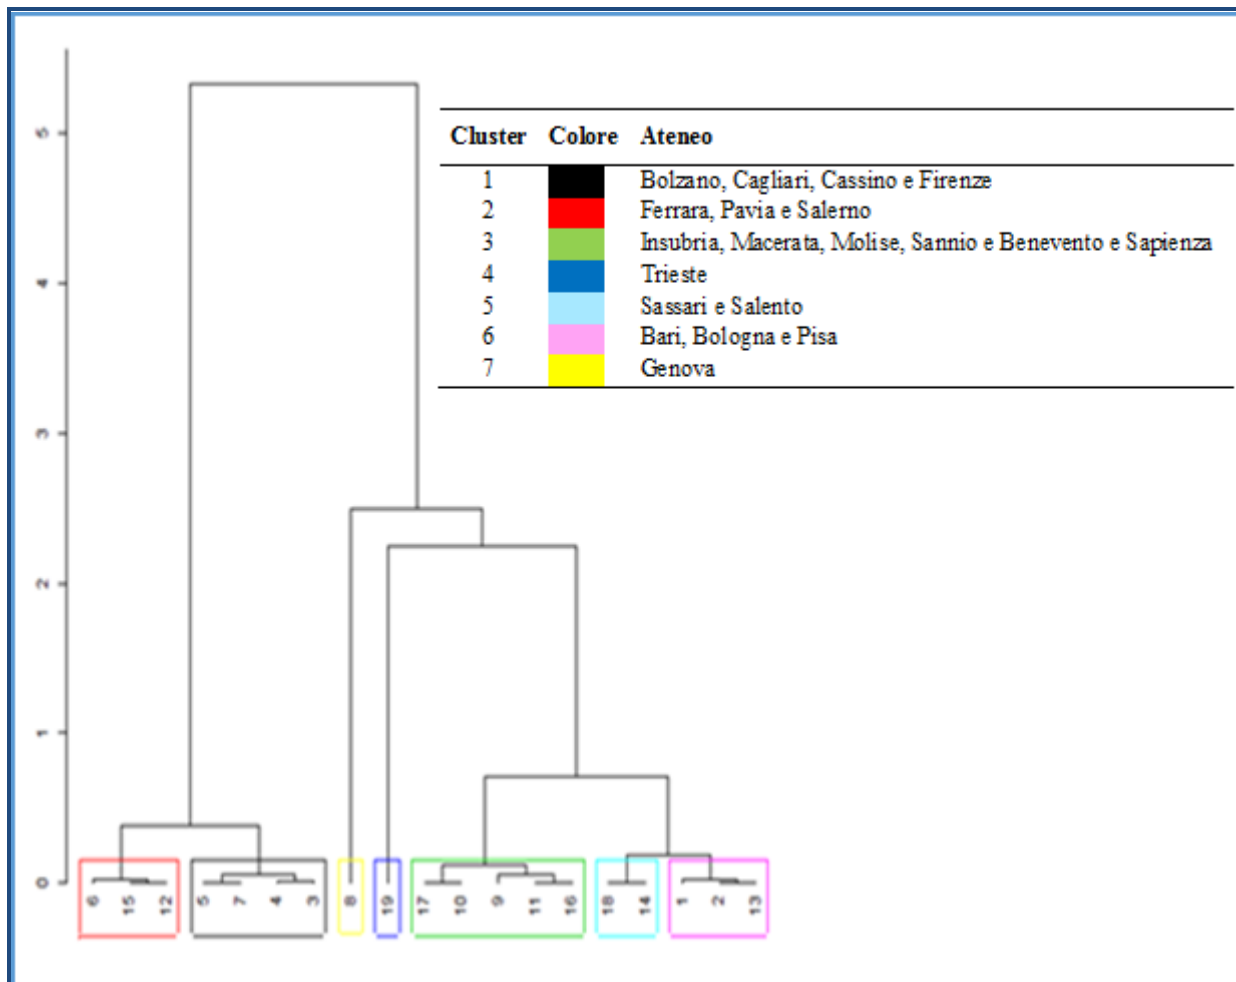 5
Cluster Colore Ateneo
1 Bolzano, Cagliari, Cassino e Firenze
2 Ferrara, Pavia e Salerno
3 Insubria, Macerata, Molise, Sannio e Benevento e Sapienza
4
4 Trieste
5 Sassari e Salento
6 Bari, Bologna e Pisa
7 Genova
3
2
1
0
6 15 12 5 7 4 3 8 19 17 10 9 11 16 18 14 1 2 13